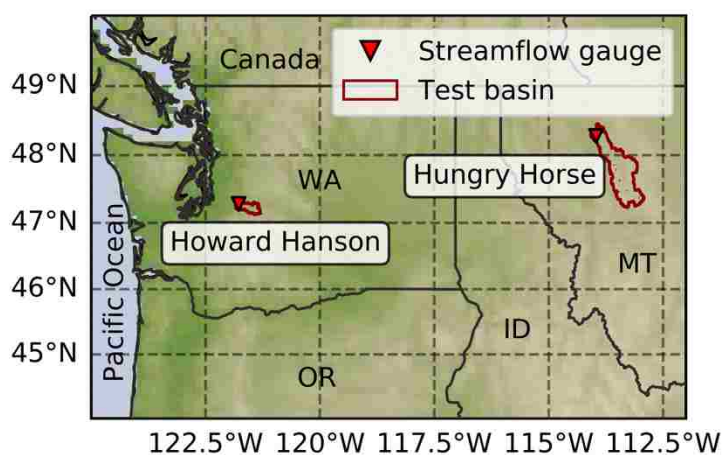 Canada
Streamflow gauge
Test basin
49°N
48°N
47°N
46°N
45°N
WA
Hungry Horse
Howard Hanson
Pacific Ocean
MT
ID
OR
122.5°W 120°W 117.5°W 115°W 112.5°W